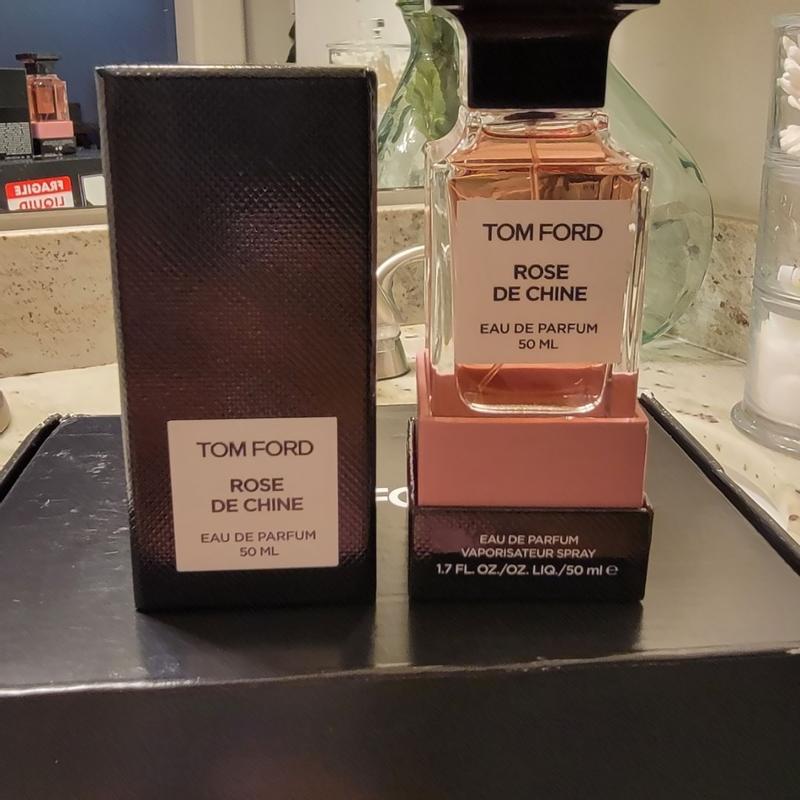 FRAGILE
LIQUID
TOM FORD
ROSE
DE CHINE
EAU DE PARFUM
50 ML
TOM FORD
ROSE
DE CHINE
EAU DE PARFUM
50 ML
EAU DE PARFUM
VAPORISATEUR SPRAY
1.7 FL. OZ./OZ. LIQ./50 ml ℮